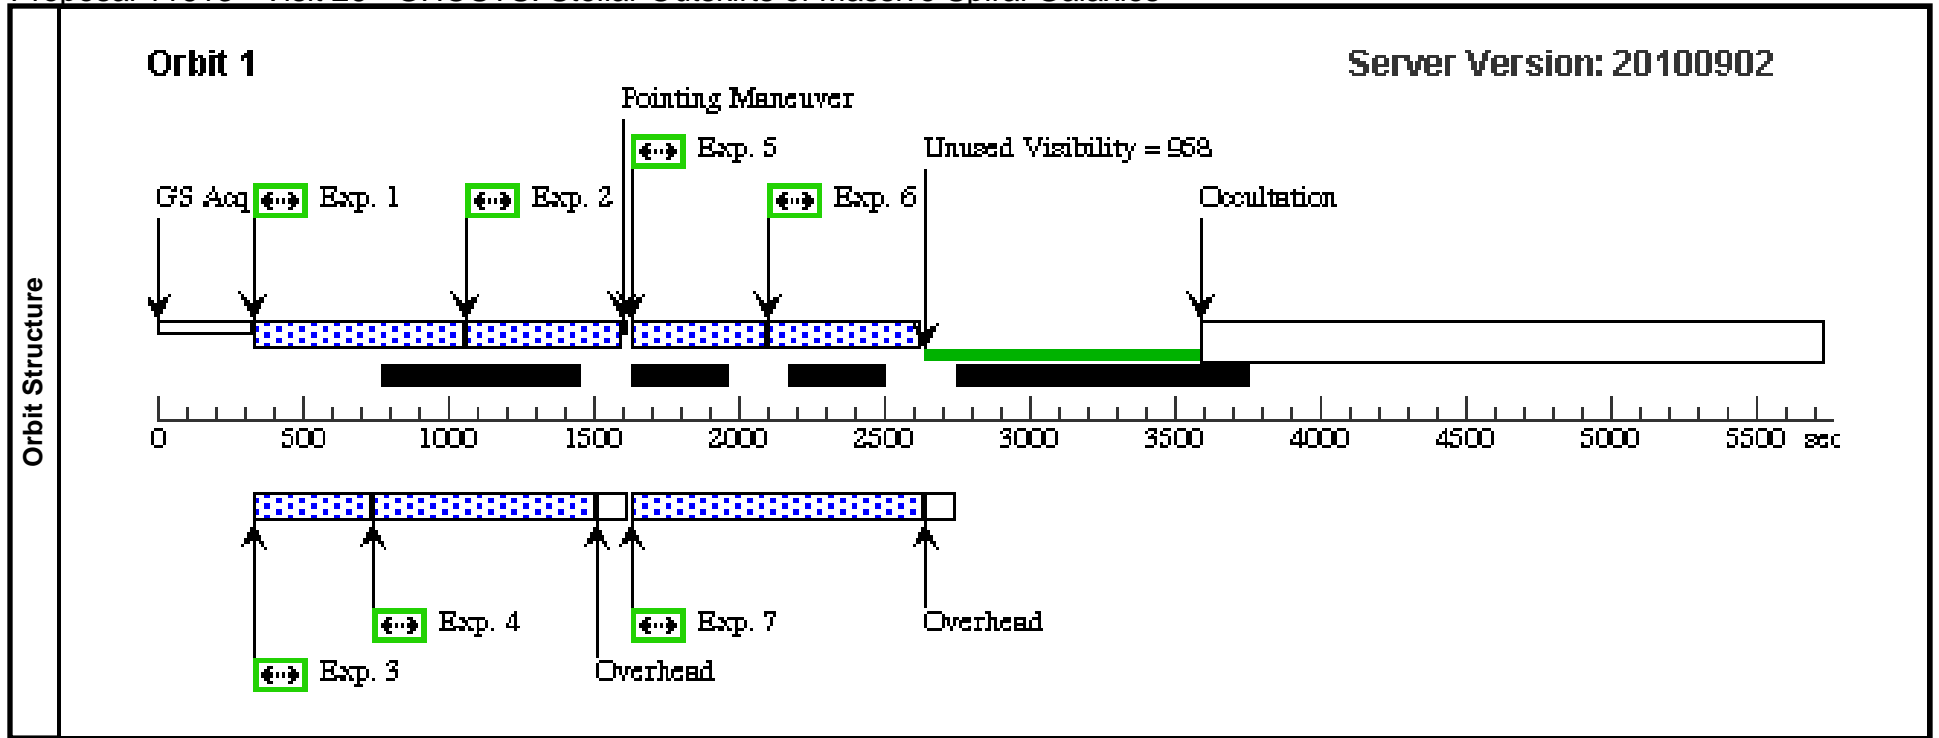 Orbit Structure
Orbit 1
Server Version: 20100902
Pointing Maneuver
Exp. 5
Unused Visibility = 958
GS Acq
Exp. 1
Exp. 2
Exp. 6
Occultation
0 500 1000 1500 2000 2500 3000 3500 4000 4500 5000 5500 sec
Exp. 4
Exp. 7
Overhead
Exp. 3
Overhead